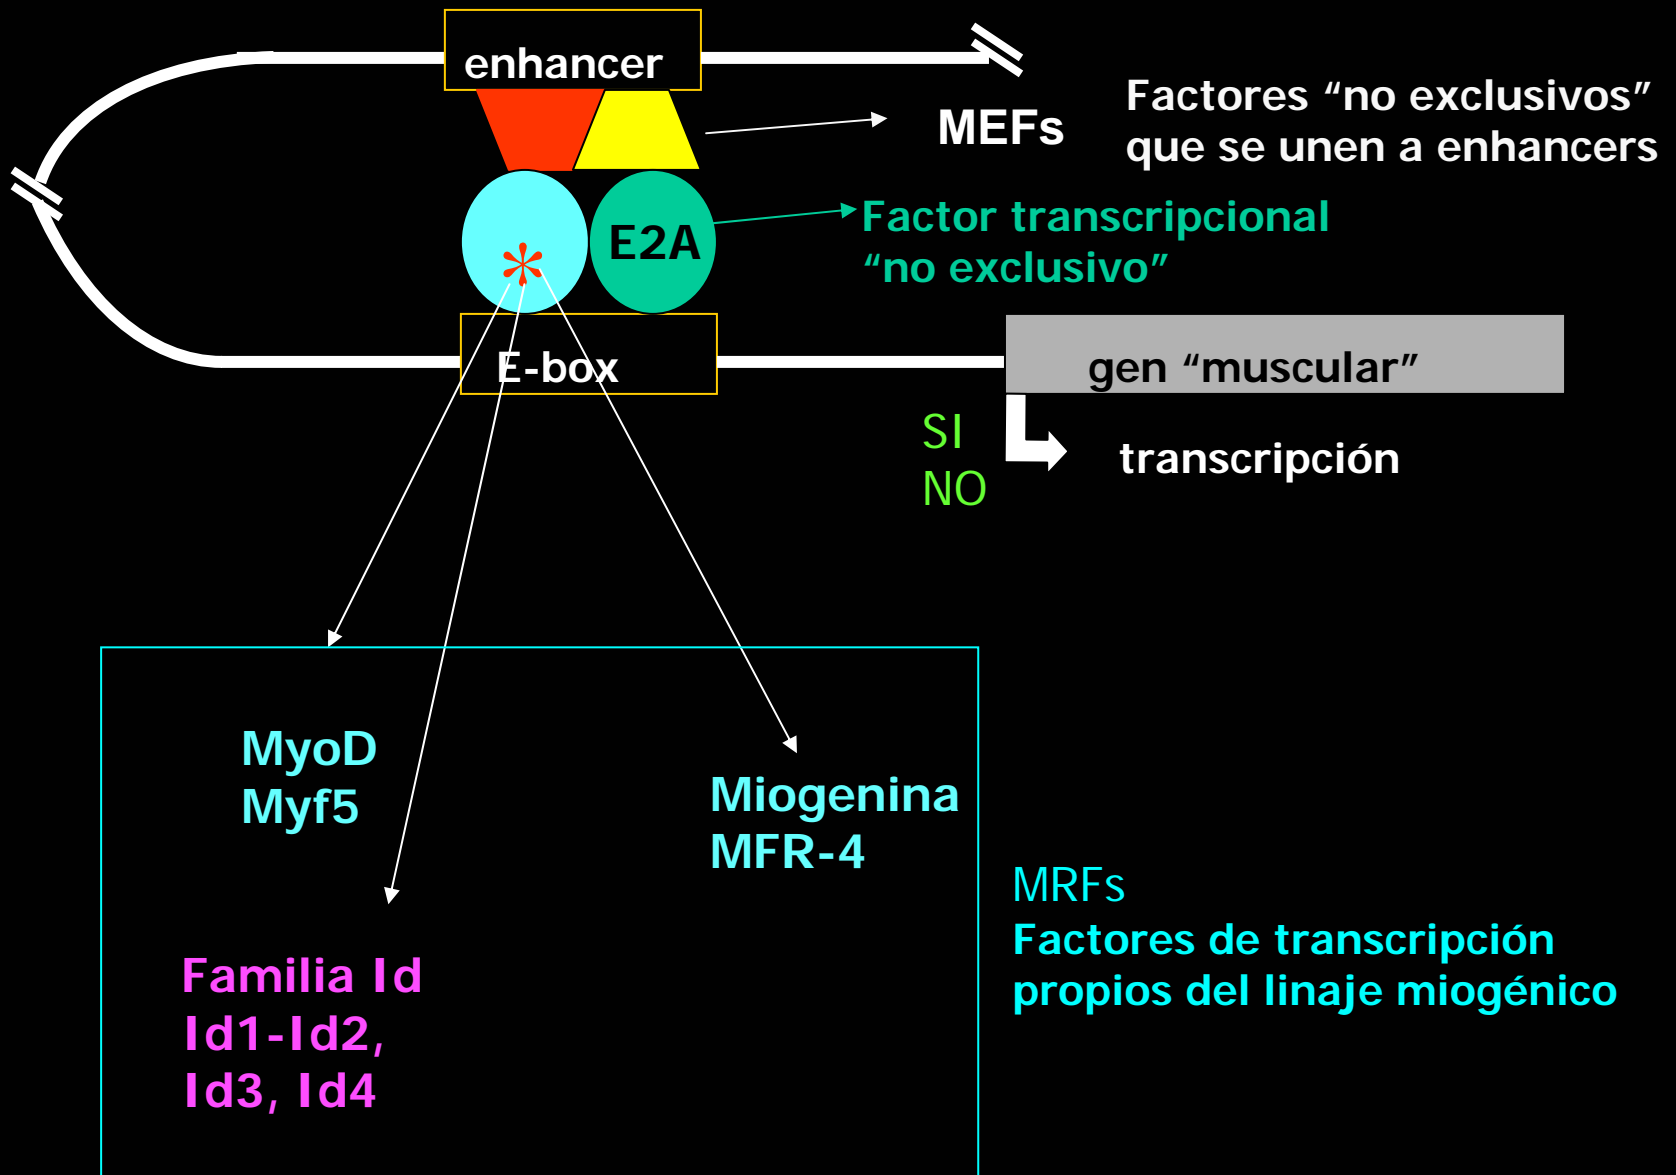 enhancer
MEFs
Factores “no exclusivos”
que se unen a enhancers
E2A
Factor transcripcional
“no exclusivo”
*
E-box
gen “muscular”
SI
NO
transcripción
MyoD
Myf5
Miogenina
MFR-4
MRFs
Factores de transcripción
propios del linaje miogénico
Familia Id
Id1-Id2,
Id3, Id4